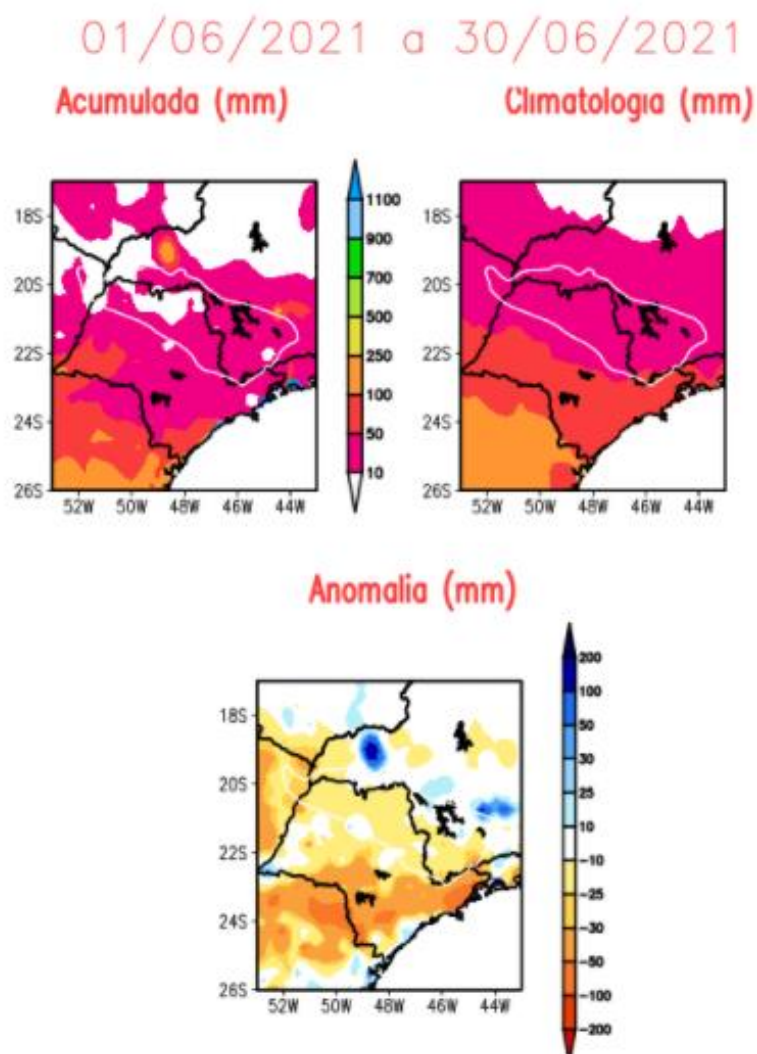 01/06/2021 a 30/06/2021
Acumulada (mm)
Climatologia (mm)
18S
20S
22S
24S
26S
52W 50W 48W 46W 44W
1100
900
700
500
250
100
50
10
18S
20S
22S
24S
26S
52W 50W 48W 46W 44W
Anomalia (mm)
18S
20S
22S
24S
26S
52W 50W 48W 46W 44W
200
100
50
30
25
10
-10
-25
-30
-50
-100
-200